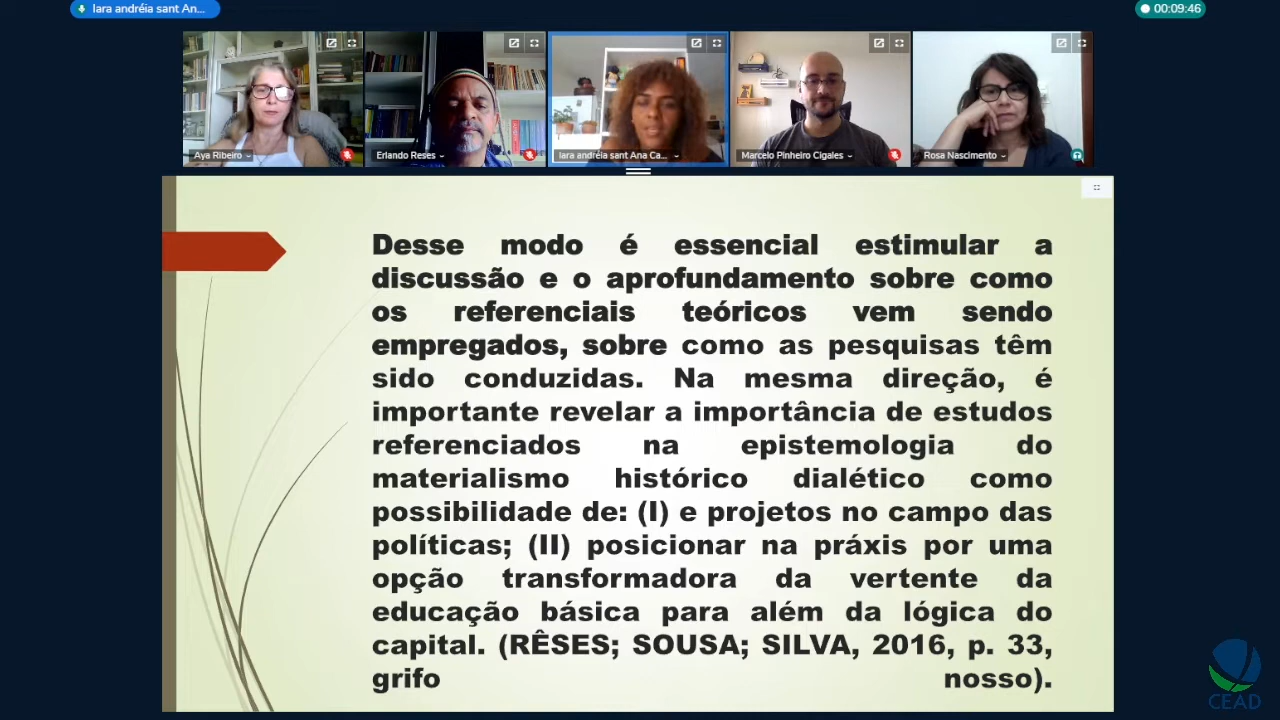 Iara andréia sant An...
00:09:46
Aya Ribeiro
Erlando Reses
Iara andréia sant Ana Ca...
Marcelo Pinheiro Cigales
Rosa Nascimento
Desse modo é essencial estimular a
discussão e o aprofundamento sobre como
os referenciais teóricos vem sendo
empregados, sobre como as pesquisas têm
sido conduzidas. Na mesma direção, é
importante revelar a importância de estudos
referenciados na epistemologia do
materialismo histórico dialético como
possibilidade de: (I) e projetos no campo das
políticas; (II) posicionar na práxis por uma
opção transformadora da vertente da
educação básica para além da lógica do
capital. (RÊSES; SOUSA; SILVA, 2016, p. 33,
grifo nosso).
CEAD